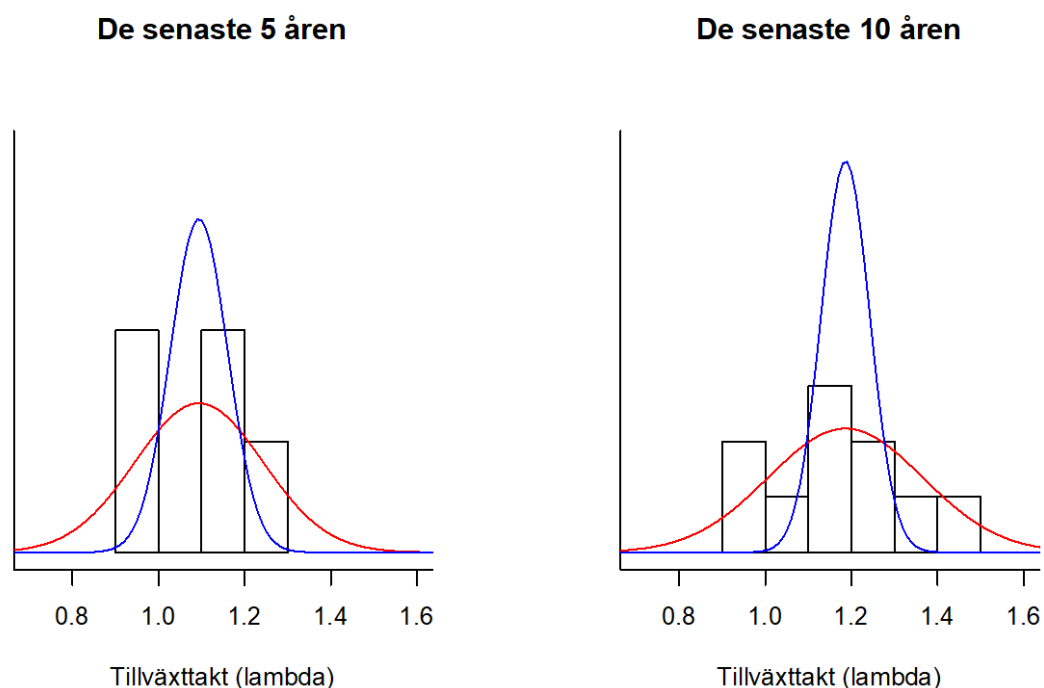 De senaste 5 åren
0.8 1.0 1.2 1.4 1.6
Tillväxttakt (lambda)
De senaste 10 åren
0.8 1.0 1.2 1.4 1.6
Tillväxttakt (lambda)